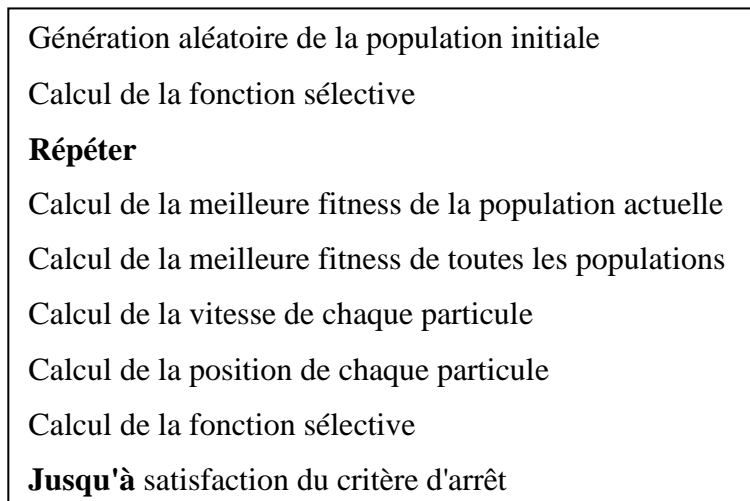 Génération aléatoire de la population initiale
Calcul de la fonction sélective
Répéter
Calcul de la meilleure fitness de la population actuelle
Calcul de la meilleure fitness de toutes les populations
Calcul de la vitesse de chaque particule
Calcul de la position de chaque particule
Calcul de la fonction sélective
Jusqu'à satisfaction du critère d'arrêt